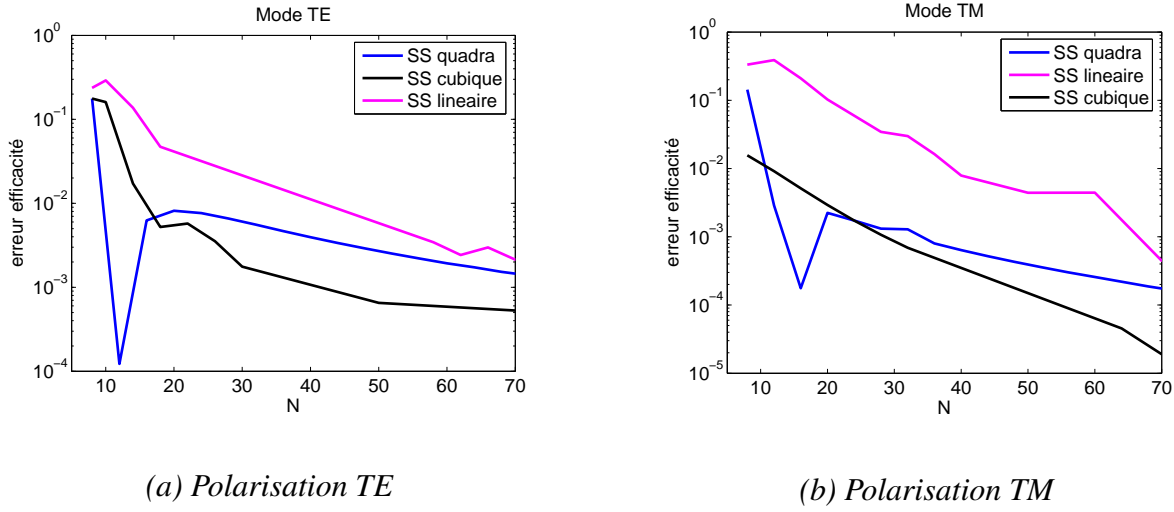 Mode TE
10^0
10^-1
10^-2
10^-3
10^-4
erreur efficacité
10 20 30 40 50 60 70
N
SS quadra
SS cubique
SS lineaire
(a) Polarisation TE
Mode TM
10^0
10^-1
10^-2
10^-3
10^-4
10^-5
erreur efficacité
10 20 30 40 50 60 70
N
SS quadra
SS lineaire
SS cubique
(b) Polarisation TM